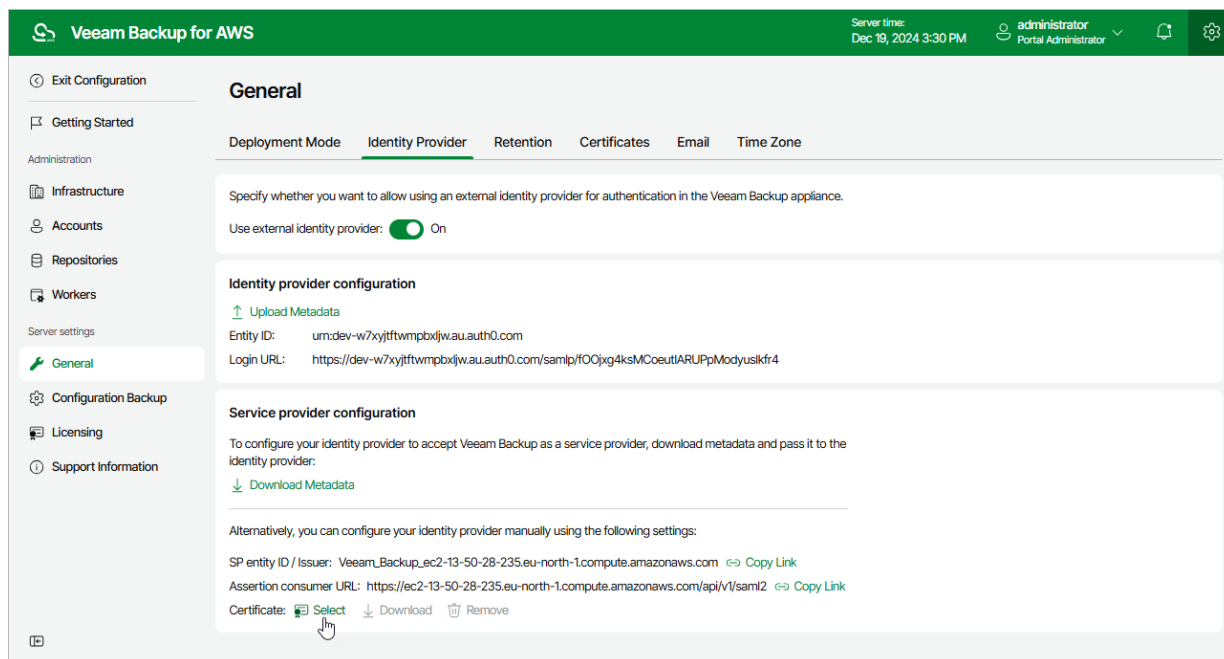 Veeam Backup for AWS
Server time:
Dec 19, 2024 3:30 PM
administrator
Portal Administrator
Exit Configuration
Getting Started
Administration
Infrastructure
Accounts
Repositories
Workers
Server settings
General
Configuration Backup
Licensing
Support Information
General
Deployment Mode Identity Provider Retention Certificates Email Time Zone
Specify whether you want to allow using an external identity provider for authentication in the Veeam Backup appliance.
Use external identity provider: On
Identity provider configuration
Upload Metadata
Entity ID: urn:dev-w7xyjtftwmpbxljw.au.auth0.com
Login URL: https://dev-w7xyjtftwmpbxljw.au.auth0.com/samlp/fOOjxg4ksMCoeutIARUPpModyuslkfr4
Service provider configuration
To configure your identity provider to accept Veeam Backup as a service provider, download metadata and pass it to the
identity provider:
Download Metadata
Alternatively, you can configure your identity provider manually using the following settings:
SP entity ID / Issuer: Veeam_Backup_ec2-13-50-28-235.eu-north-1.compute.amazonaws.com Copy Link
Assertion consumer URL: https://ec2-13-50-28-235.eu-north-1.compute.amazonaws.com/api/v1/saml2 Copy Link
Certificate: Select Download Remove